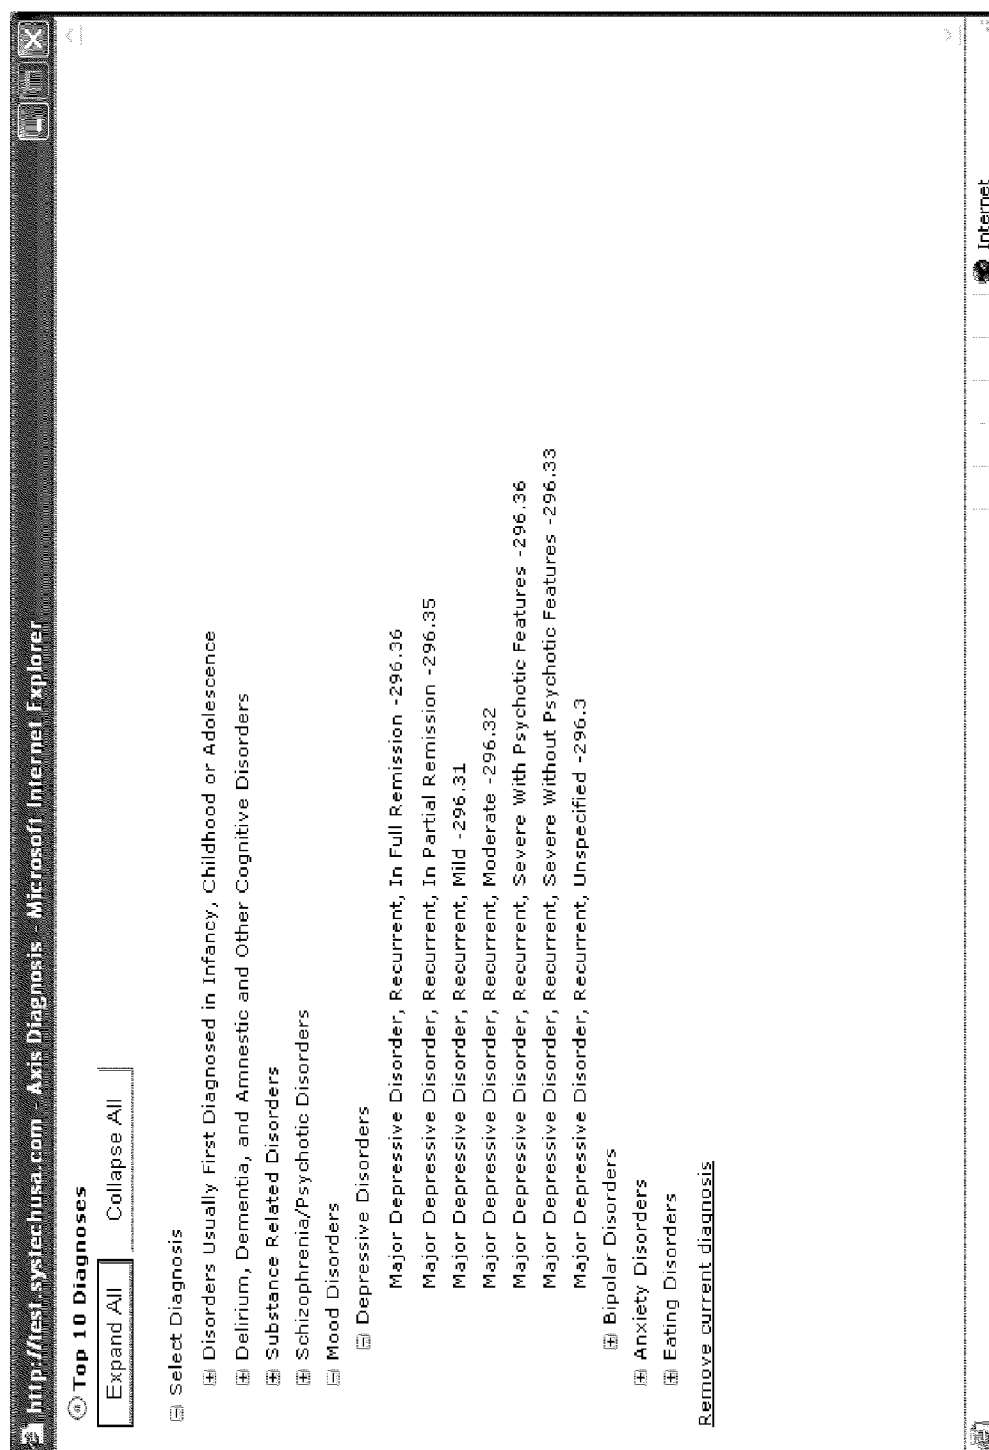 http://test.systechusa.com - Axis Diagnosis - Microsoft Internet Explorer
Top 10 Diagnoses
Expand All Collapse All
Select Diagnosis
Disorders Usually First Diagnosed in Infancy, Childhood or Adolescence
Delirium, Dementia, and Amnestic and Other Cognitive Disorders
Substance Related Disorders
Schizophrenia/Psychotic Disorders
Mood Disorders
Depressive Disorders
Major Depressive Disorder, Recurrent, In Full Remission -296.36
Major Depressive Disorder, Recurrent, In Partial Remission -296.35
Major Depressive Disorder, Recurrent, Mild -296.31
Major Depressive Disorder, Recurrent, Moderate -296.32
Major Depressive Disorder, Recurrent, Severe With Psychotic Features -296.36
Major Depressive Disorder, Recurrent, Severe Without Psychotic Features -296.33
Major Depressive Disorder, Recurrent, Unspecified -296.3
Bipolar Disorders
Anxiety Disorders
Eating Disorders
Remove current diagnosis
Internet